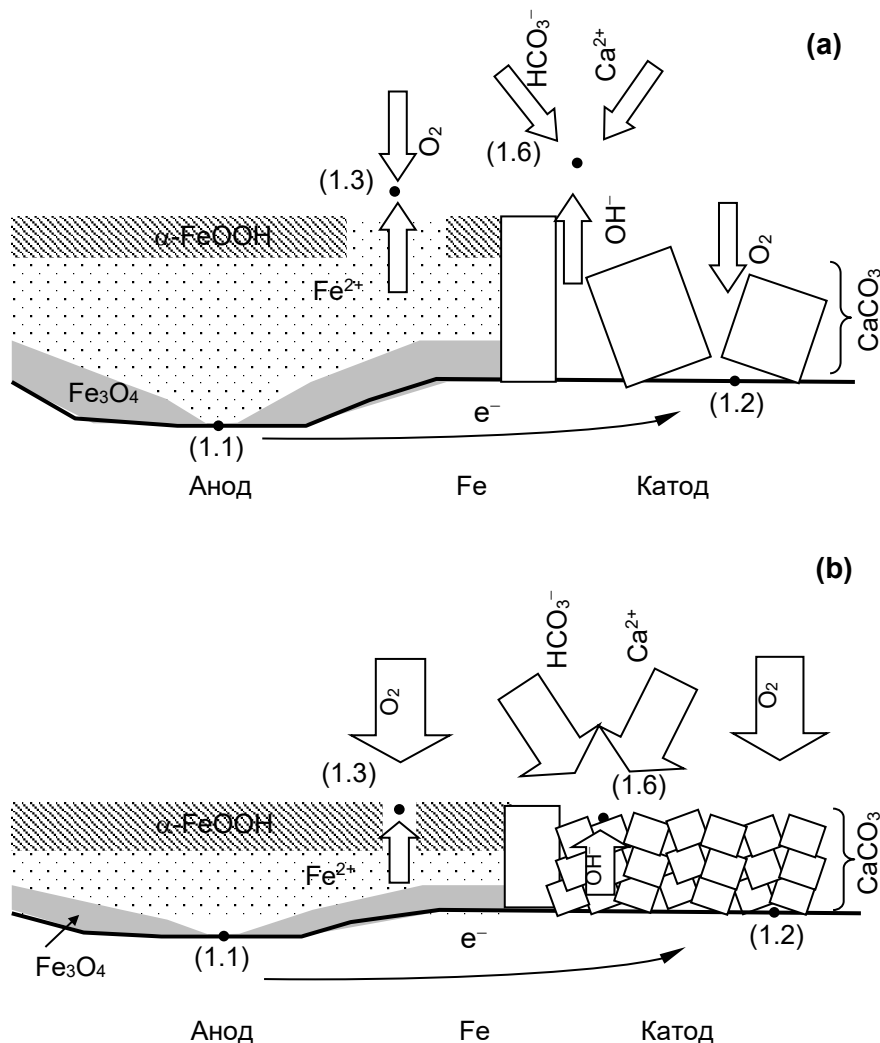 (a)
HCO₃⁻
Ca²⁺
O₂
(1.6)
(1.3)
OH⁻
α-FeOOH
O₂
Fe²⁺
CaCO₃
Fe₃O₄
(1.2)
e⁻
(1.1)
Анод Fe Катод
(b)
HCO₃⁻
Ca²⁺
O₂
O₂
(1.3)
(1.6)
α-FeOOH
CaCO₃
Fe²⁺
OH⁻
e⁻
(1.2)
(1.1)
Fe₃O₄
Анод Fe Катод